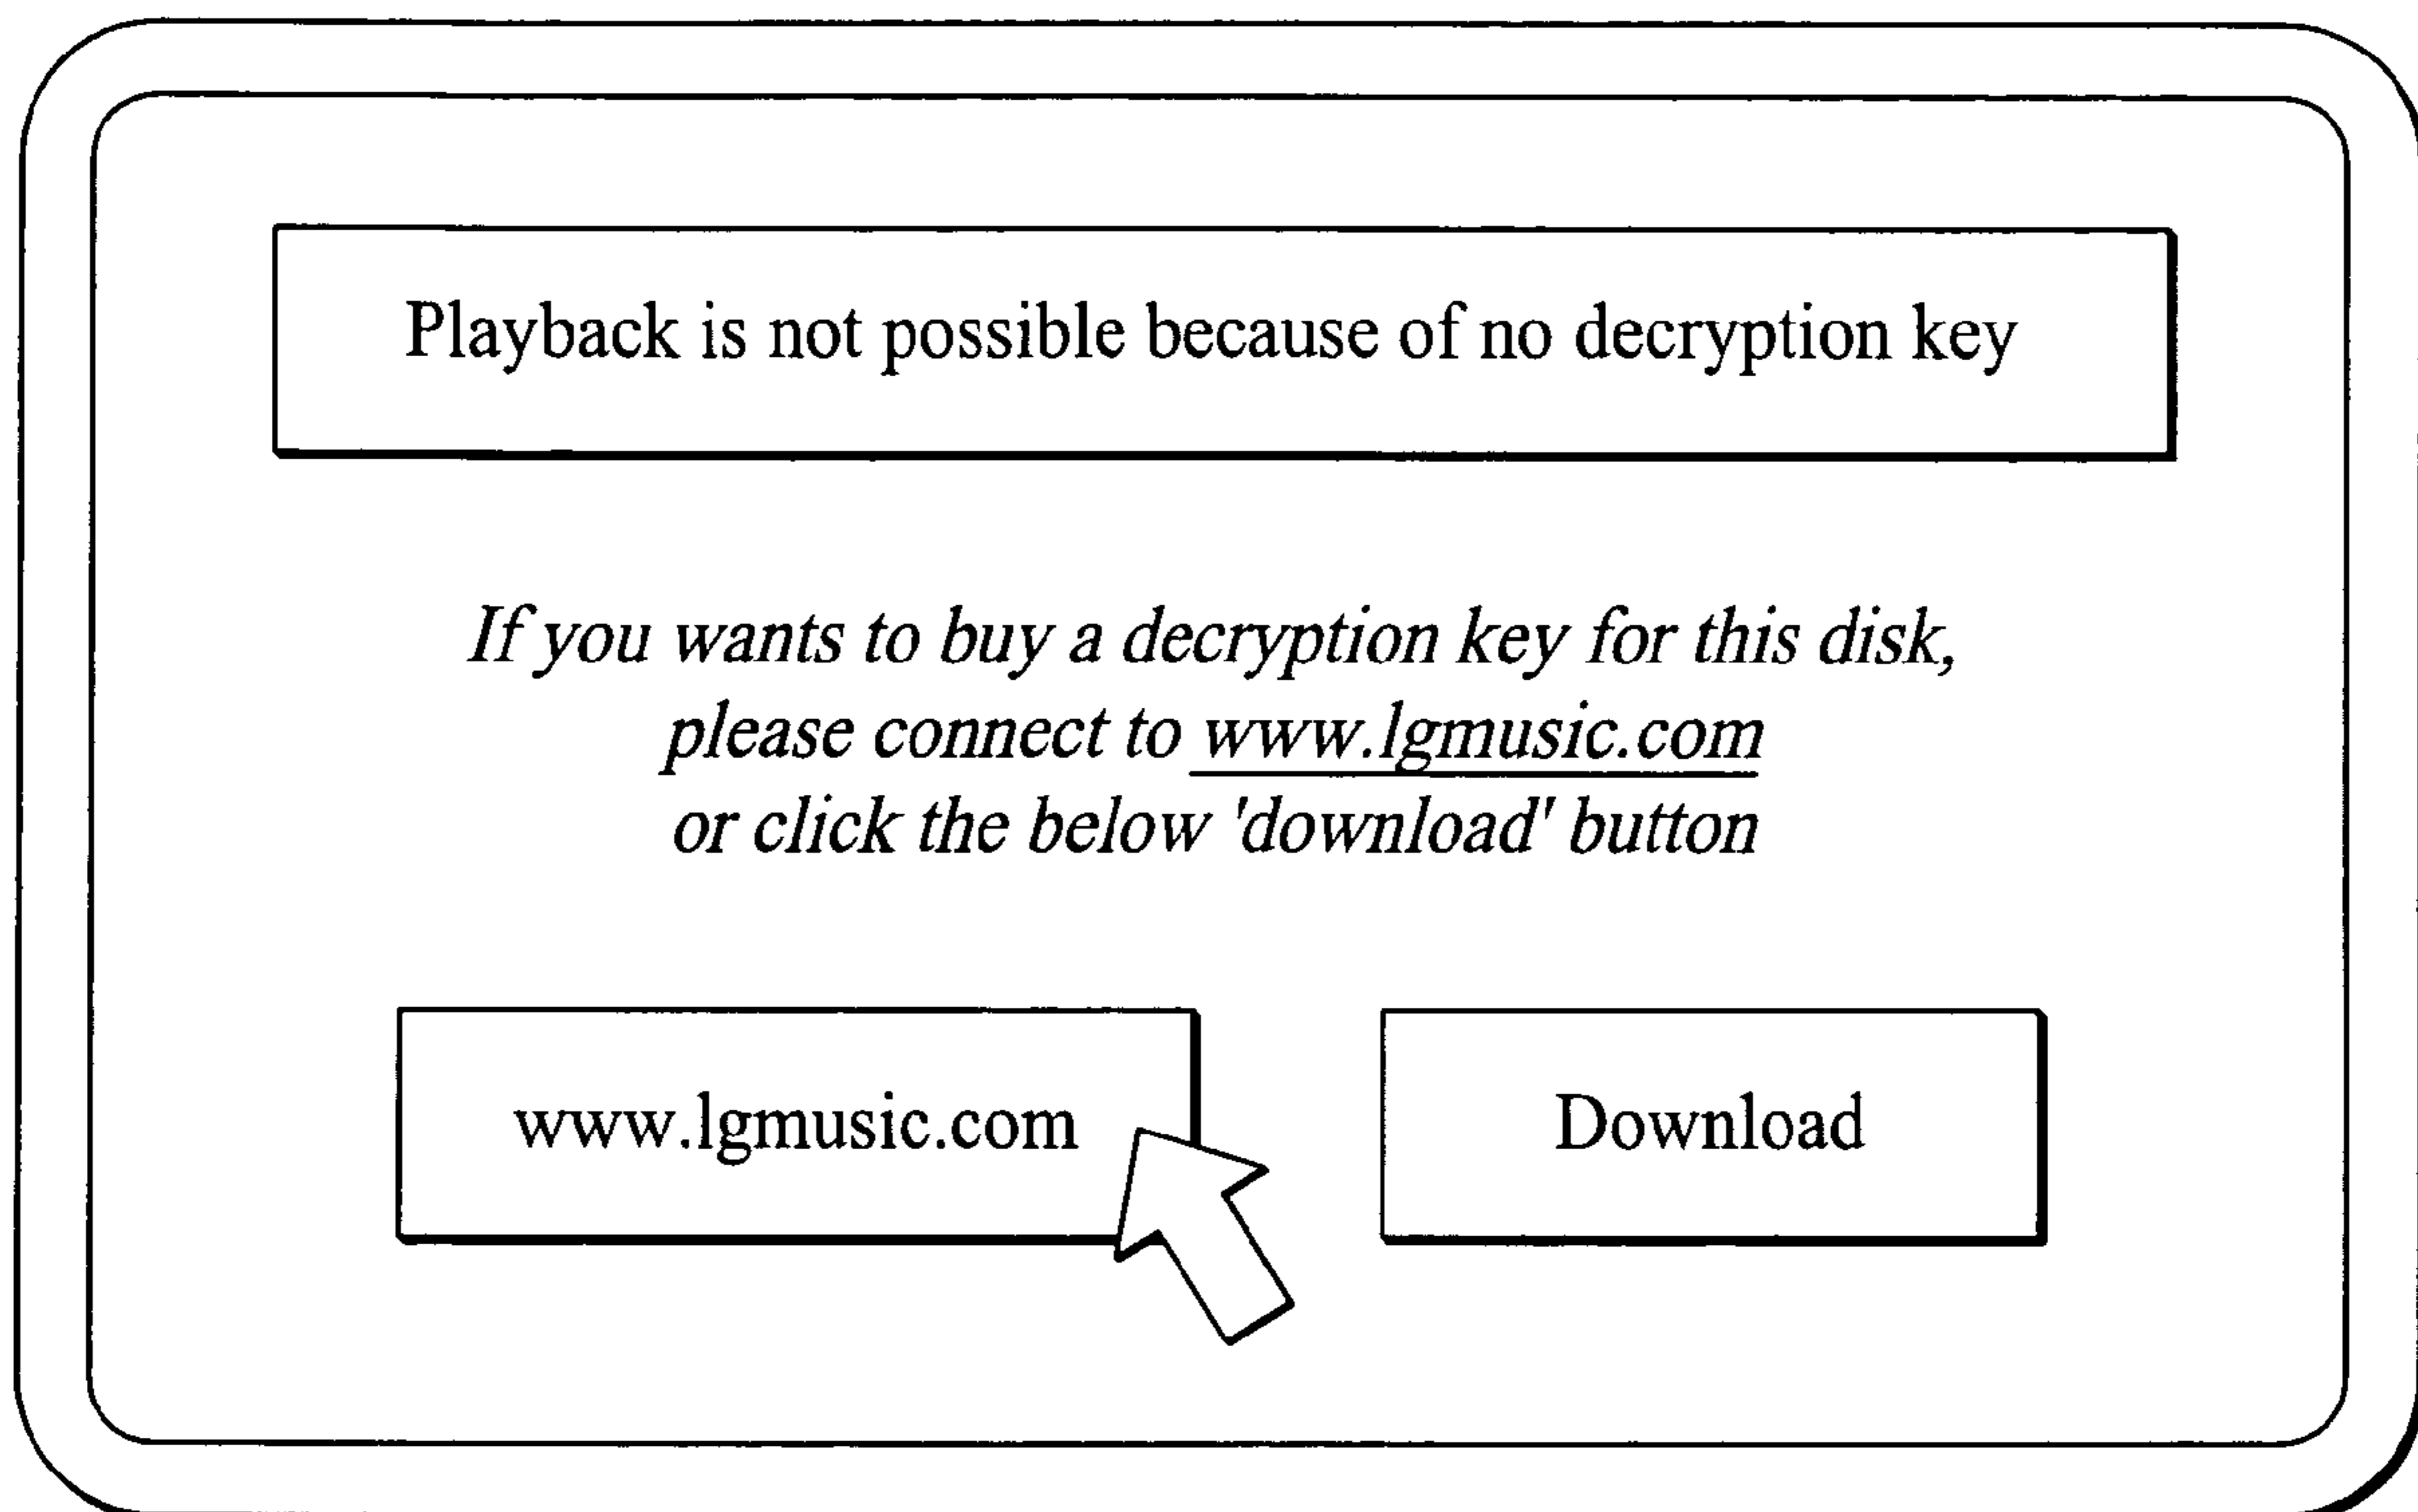 Playback is not possible because of no decryption key
If you wants to buy a decryption key for this disk,
please connect to www.lgmusic.com
or click the below 'download' button
www.lgmusic.com
Download